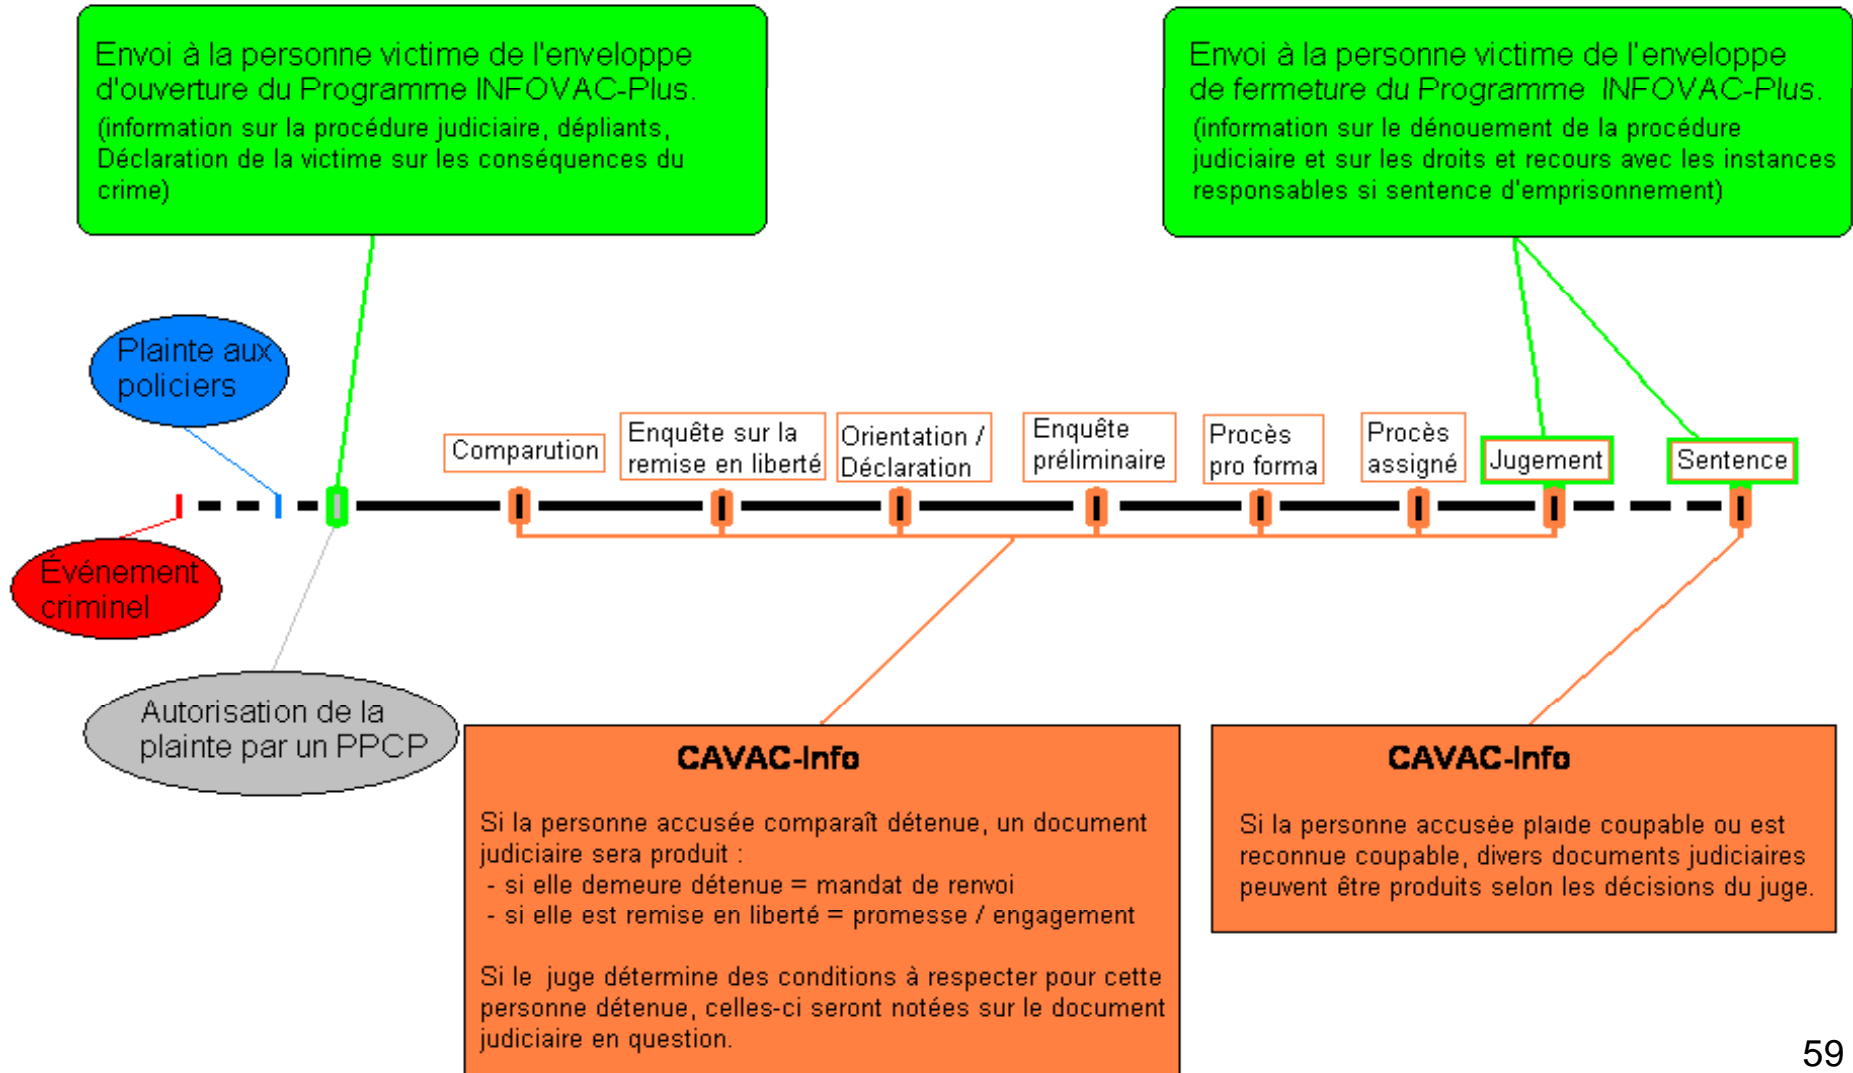 Envoi à la personne victime de l'enveloppe
d'ouverture du Programme INFOVAC-Plus.
(information sur la procédure judiciaire, dépliants,
Déclaration de la victime sur les conséquences du
crime)
Envoi à la personne victime de l'enveloppe
de fermeture du Programme INFOVAC-Plus.
(information sur le dénouement de la procédure
judiciaire et sur les droits et recours avec les instances
responsables si sentence d'emprisonnement)
Plainte aux
policiers
Comparution
Enquête sur la
remise en liberté
Orientation /
Déclaration
Enquête
préliminaire
Procès
pro forma
Procès
assigné
Jugement
Sentence
Événement
criminel
Autorisation de la
plainte par un PPCP
CAVAC-Info
Si la personne accusée comparaît détenue, un document
judiciaire sera produit :
- si elle demeure détenue = mandat de renvoi
- si elle est remise en liberté = promesse / engagement
Si le juge détermine des conditions à respecter pour cette
personne détenue, celles-ci seront notées sur le document
judiciaire en question.
CAVAC-Info
Si la personne accusée plaide coupable ou est
reconnue coupable, divers documents judiciaires
peuvent être produits selon les décisions du juge.
59